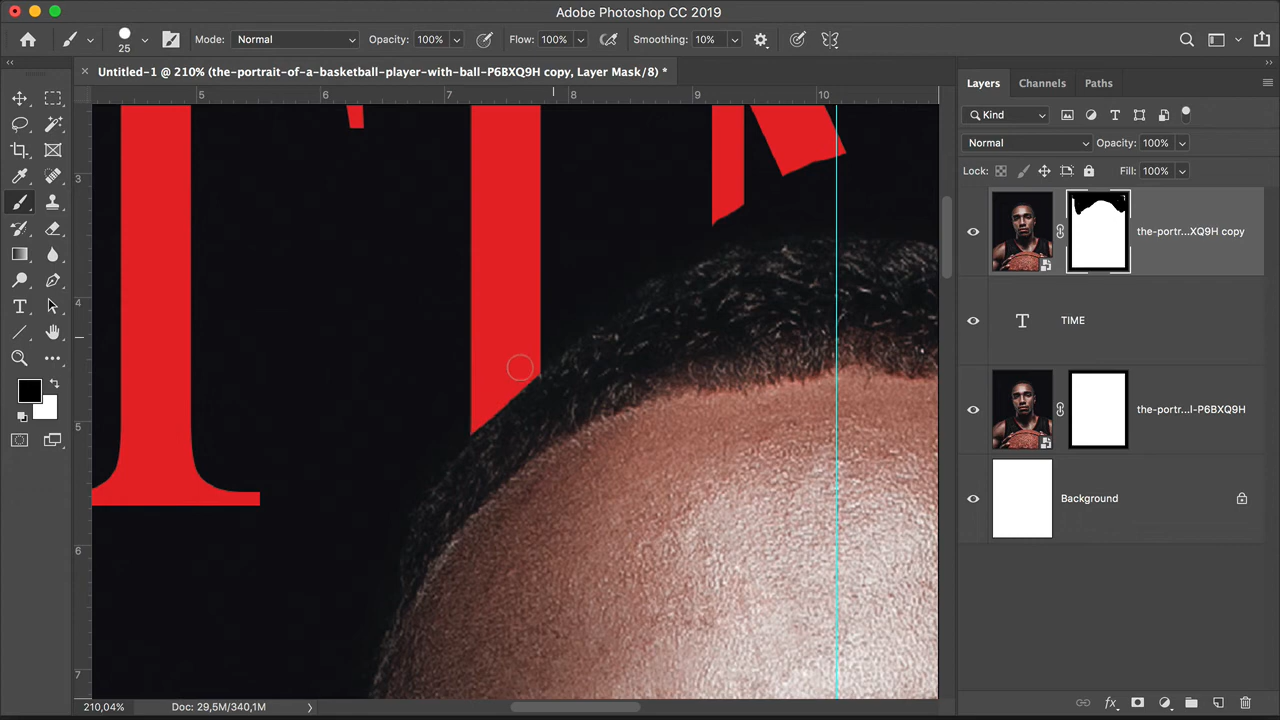 Adobe Photoshop CC 2019
25
Mode: Normal Opacity: 100% Flow: 100% Smoothing: 10%
Untitled-1 @ 210% (the-portrait-of-a-basketball-player-with-ball-P6BXQ9H copy, Layer Mask/8) *
5 6 7 8 9 10
3
4
5
6
7
Layers Channels Paths
Kind
Normal Opacity: 100%
Lock: Fill: 100%
the-portr...XQ9H copy
T TIME
the-portr...l-P6BXQ9H
Background
210,04% Doc: 29,5M/340,1M
fx